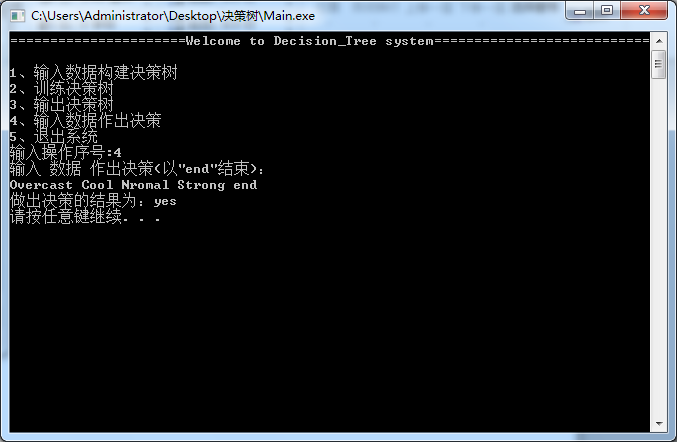 C:\Users\Administrator\Desktop\决策树\Main.exe
======================Welcome to Decision_Tree system===========================
1、输入数据构建决策树
2、训练决策树
3、输出决策树
4、输入数据作出决策
5、退出系统
输入操作序号:4
输入 数据 作出决策(以"end"结束):
Overcast Cool Nromal Strong end
做出决策的结果为: yes
请按任意键继续. . .